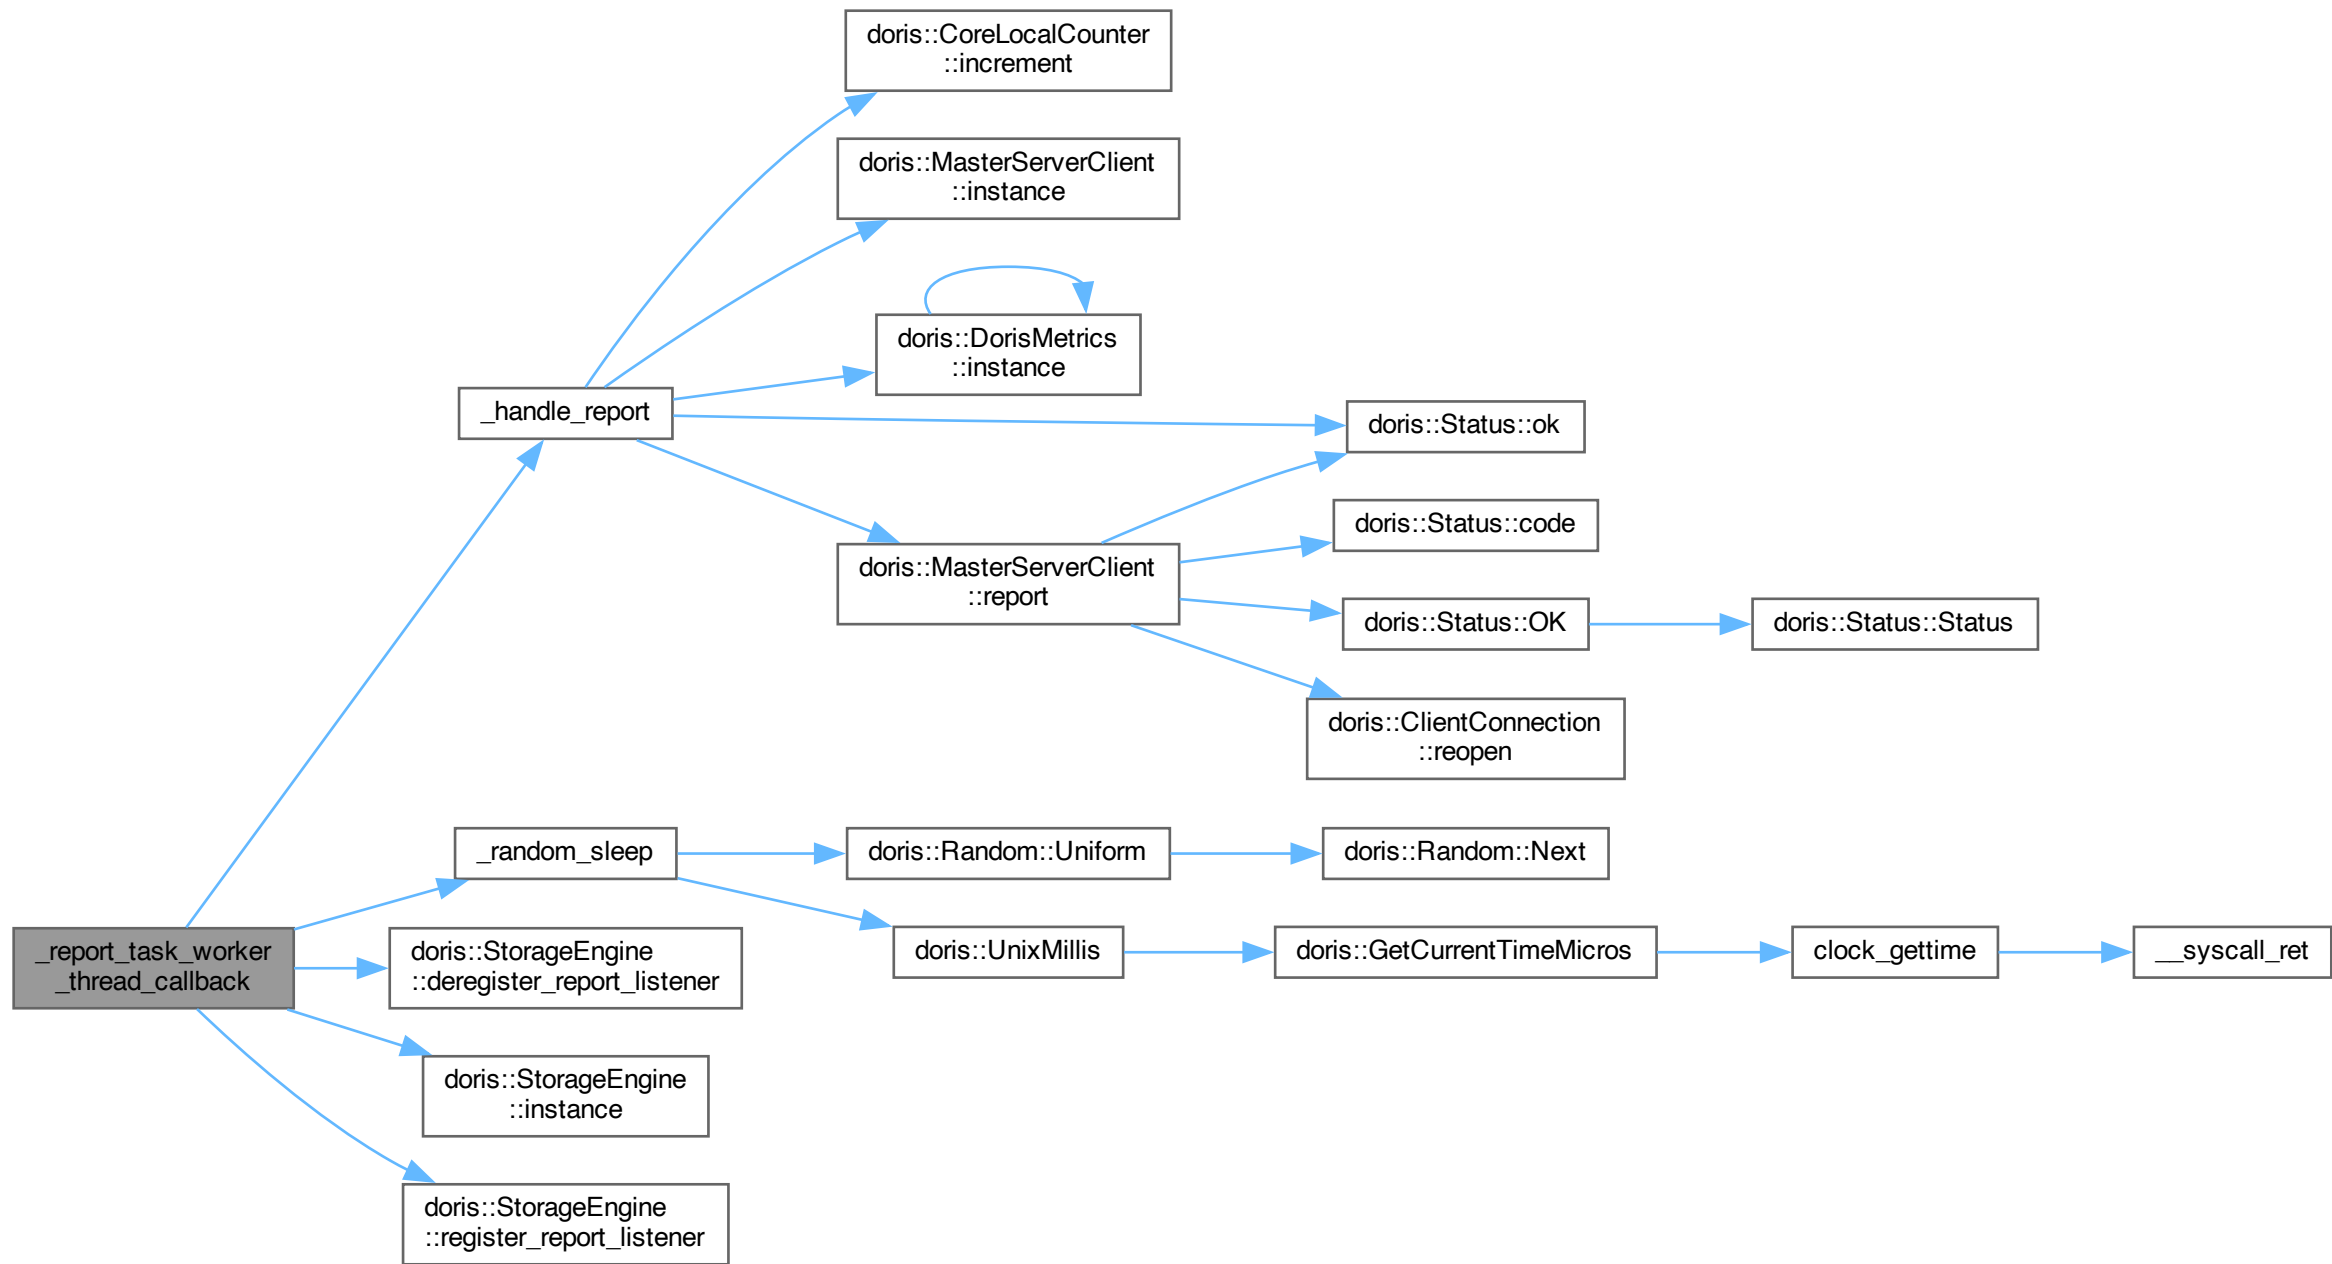 doris::CoreLocalCounter
::increment
doris::MasterServerClient
::instance
doris::DorisMetrics
::instance
_handle_report
doris::Status::ok
doris::Status::code
doris::MasterServerClient
::report
doris::Status::OK
doris::Status::Status
doris::ClientConnection
::reopen
_random_sleep
doris::Random::Uniform
doris::Random::Next
_report_task_worker
_thread_callback
doris::StorageEngine
::deregister_report_listener
doris::UnixMillis
doris::GetCurrentTimeMicros
clock_gettime
__syscall_ret
doris::StorageEngine
::instance
doris::StorageEngine
::register_report_listener